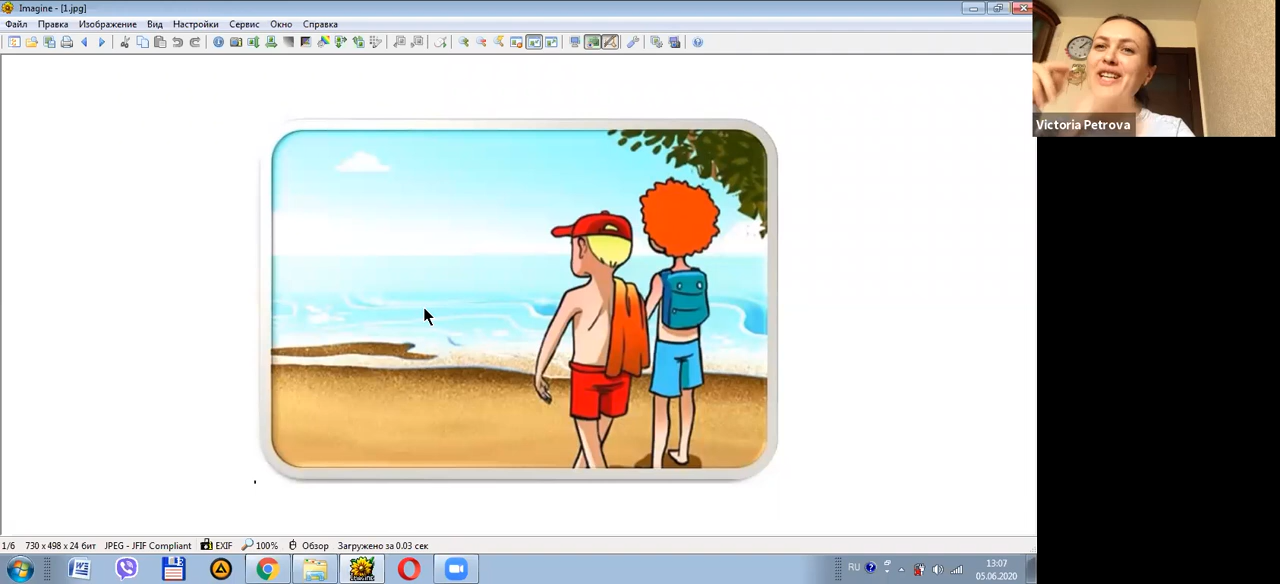 Imagine - [1.jpg]
Файл Правка Изображение Вид Настройки Сервис Окно Справка
Victoria Petrova
1/6 730 x 498 x 24 бит JPEG - JFIF Compliant EXIF 100% Обзор Загружено за 0.03 сек
RU 13:07
05.06.2020